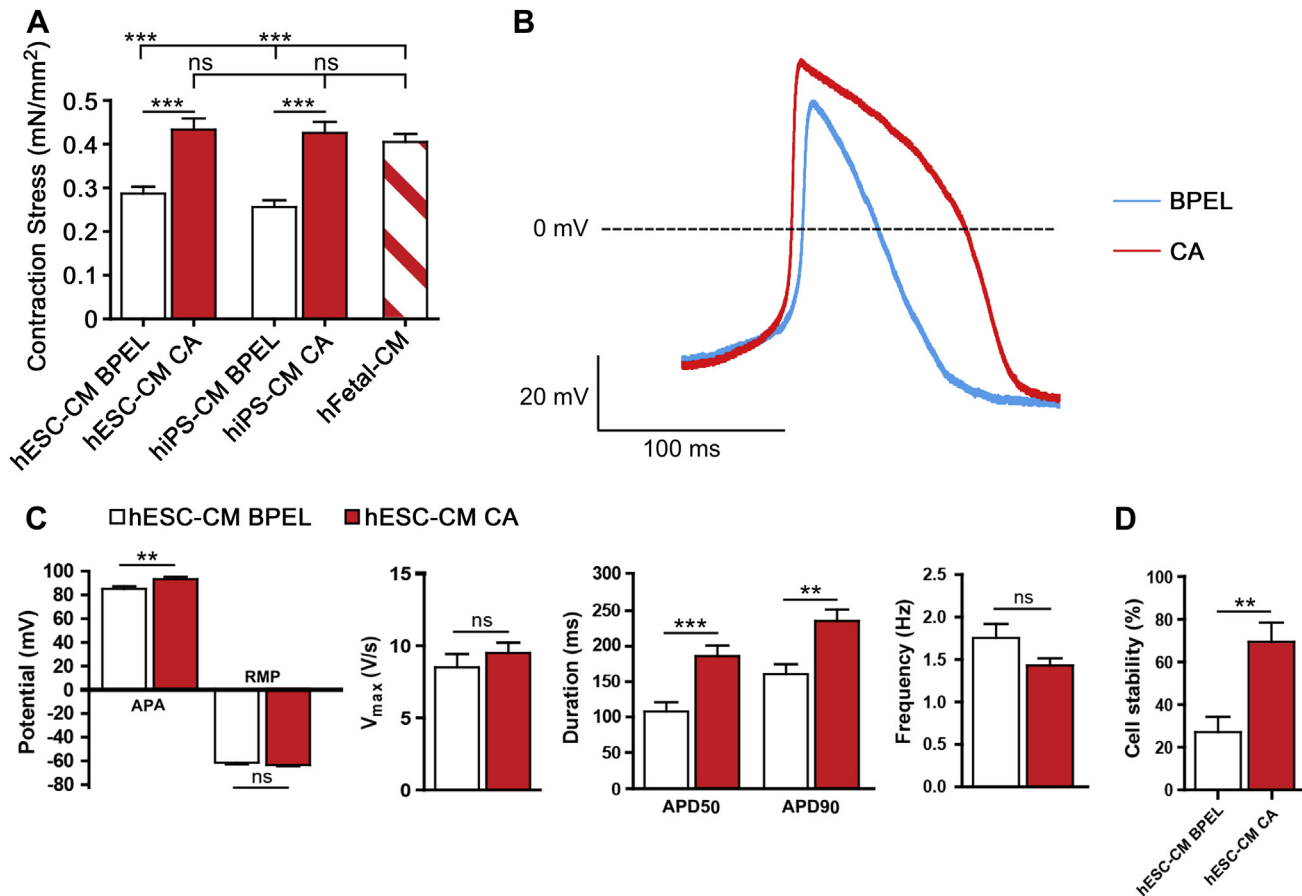 A
*** ***
ns ns
*** ***
Contraction Stress (mN/mm²)
0.5
0.4
0.3
0.2
0.1
0
hESC-CM BPEL
hESC-CM CA
hiPS-CM BPEL
hiPS-CM CA
hFetal-CM
B
0 mV
20 mV
100 ms
BPEL
CA
C
hESC-CM BPEL hESC-CM CA
Potential (mV)
100
80
60
40
20
0
-20
-40
-60
-80
**
APA
RMP
ns
Vmax (V/s)
15
10
5
0
ns
Duration (ms)
300
250
200
150
100
50
0
***
**
APD50 APD90
Frequency (Hz)
2.5
2.0
1.5
1.0
0.5
0.0
ns
D
Cell stability (%)
100
80
60
40
20
0
**
hESC-CM BPEL
hESC-CM CA